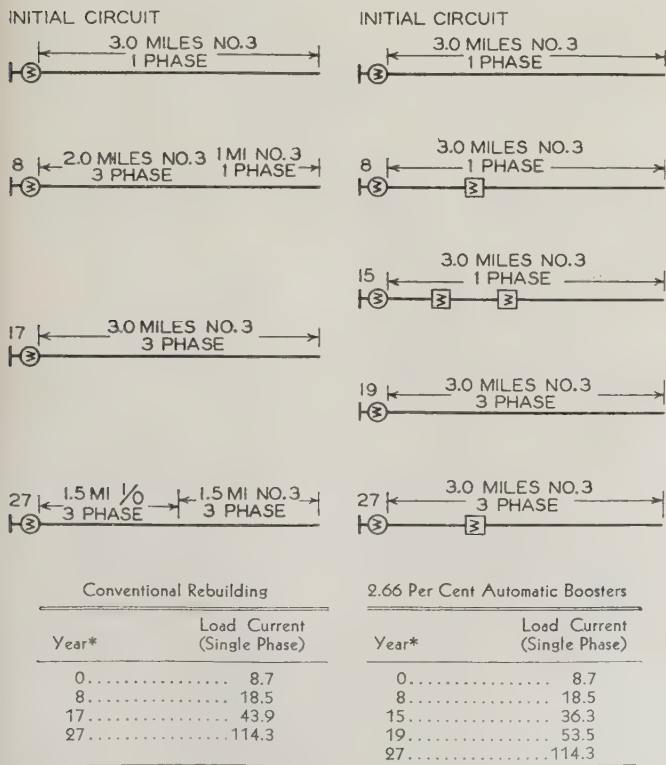 INITIAL CIRCUIT
3.0 MILES NO.3
1 PHASE
8
2.0 MILES NO.3
3 PHASE
1 MI NO.3
1 PHASE
17
3.0 MILES NO.3
3 PHASE
27
1.5 MI 1/0
3 PHASE
1.5 MI NO.3
3 PHASE
Conventional Rebuilding
Year* Load Current (Single Phase)
0................ 8.7
8................ 18.5
17................ 43.9
27................114.3
INITIAL CIRCUIT
3.0 MILES NO.3
1 PHASE
8
3.0 MILES NO.3
1 PHASE
15
3.0 MILES NO.3
1 PHASE
19
3.0 MILES NO.3
3 PHASE
27
3.0 MILES NO.3
3 PHASE
2.66 Per Cent Automatic Boosters
Year* Load Current (Single Phase)
0................ 8.7
8................ 18.5
15................ 36.3
19................ 53.5
27................114.3